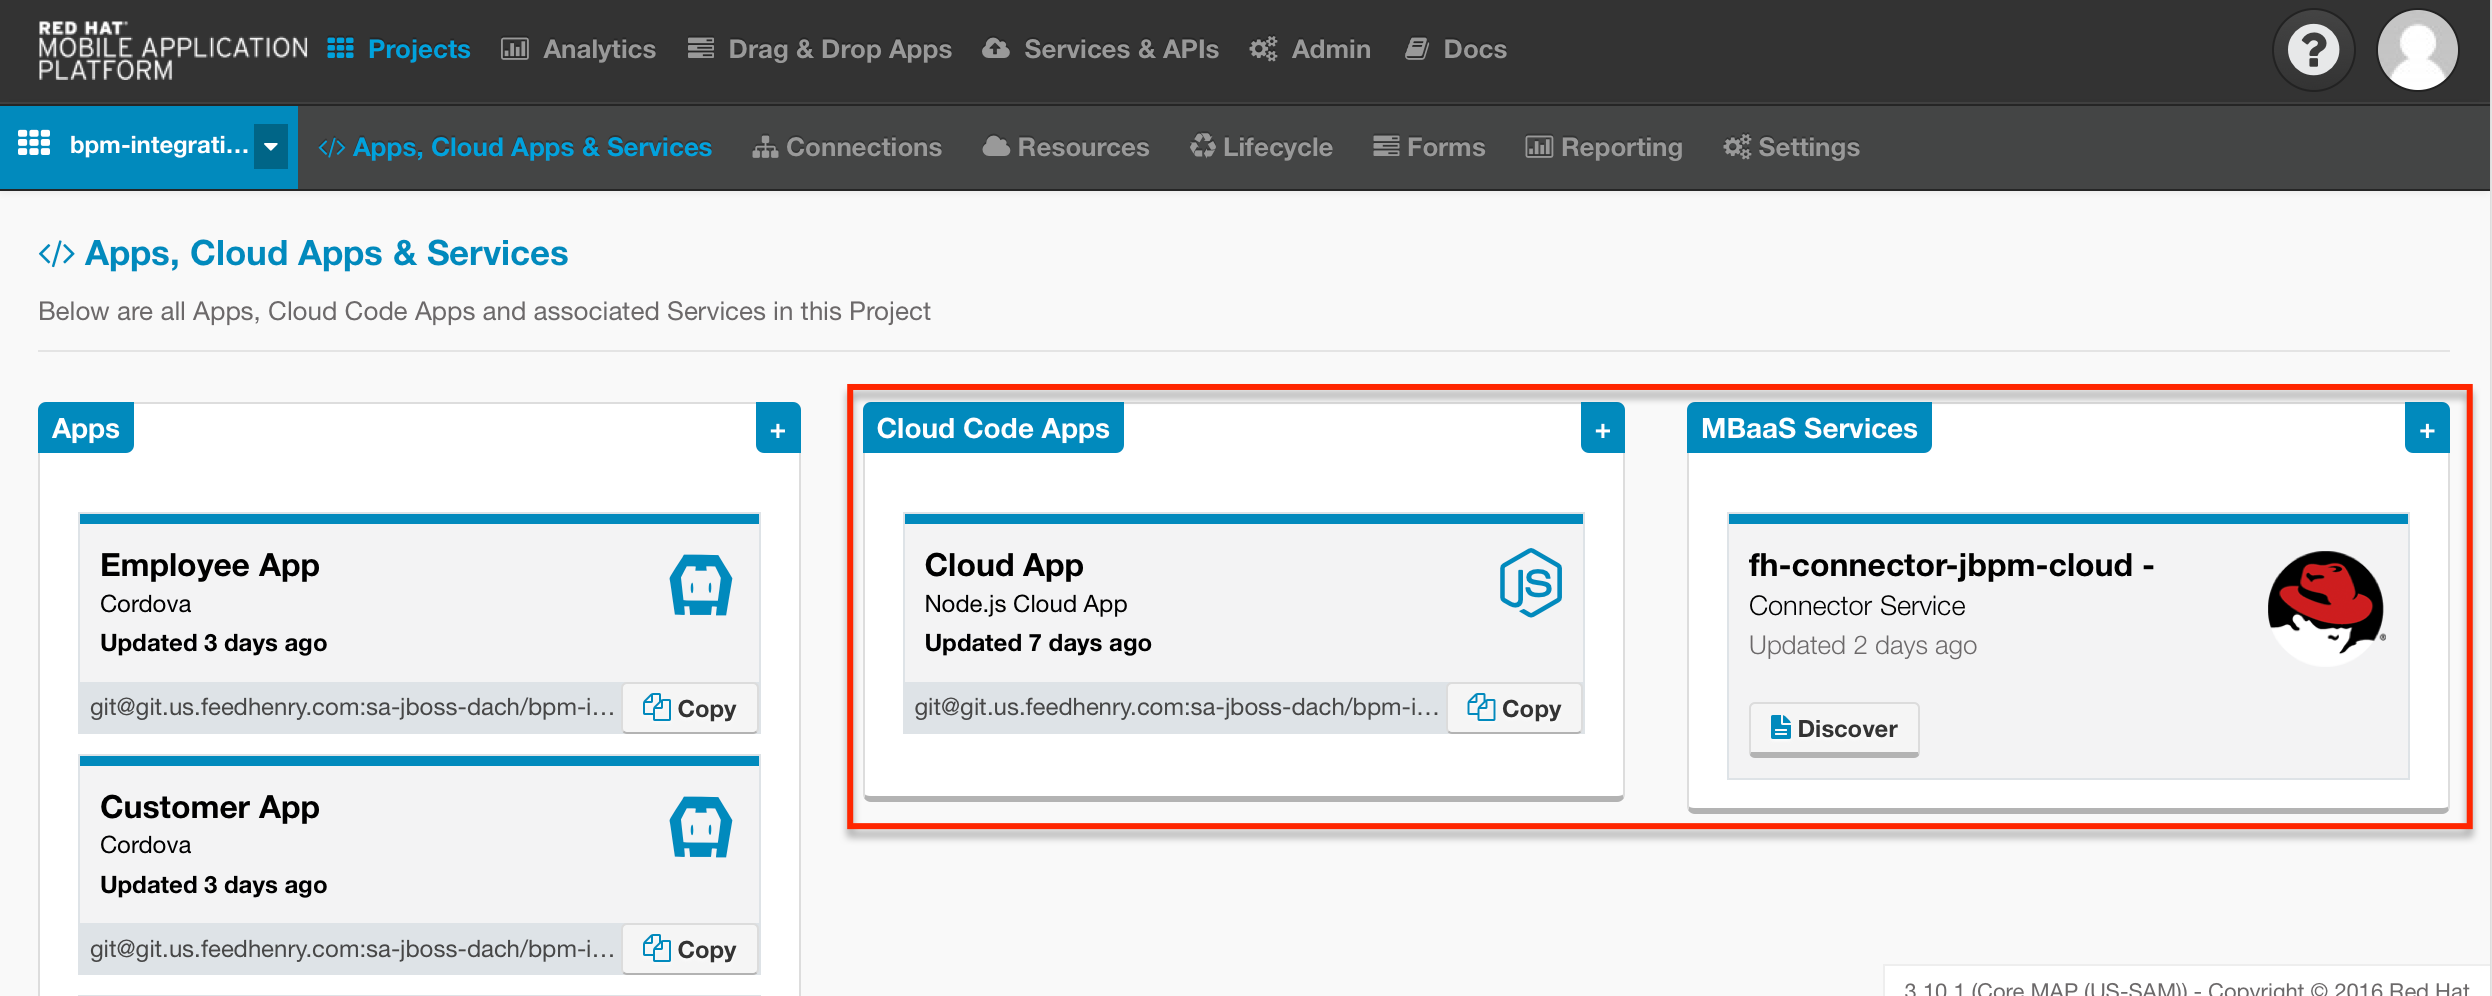 RED HAT
MOBILE APPLICATION
PLATFORM
Projects
Analytics
Drag & Drop Apps
Services & APIs
Admin
Docs
?
bpm-integrati...
</> Apps, Cloud Apps & Services
Connections
Resources
Lifecycle
Forms
Reporting
Settings
</> Apps, Cloud Apps & Services
Below are all Apps, Cloud Code Apps and associated Services in this Project
Apps
+
Employee App
Cordova
Updated 3 days ago
git@git.us.feedhenry.com:sa-jboss-dach/bpm-i...
Copy
Customer App
Cordova
Updated 3 days ago
git@git.us.feedhenry.com:sa-jboss-dach/bpm-i...
Copy
Cloud Code Apps
+
Cloud App
Node.js Cloud App
Updated 7 days ago
JS
git@git.us.feedhenry.com:sa-jboss-dach/bpm-i...
Copy
MBaaS Services
+
fh-connector-jbpm-cloud -
Connector Service
Updated 2 days ago
®
Discover
3.10.1 (Core MAP (US-SAM)) - Copyright © 2016 Red Hat